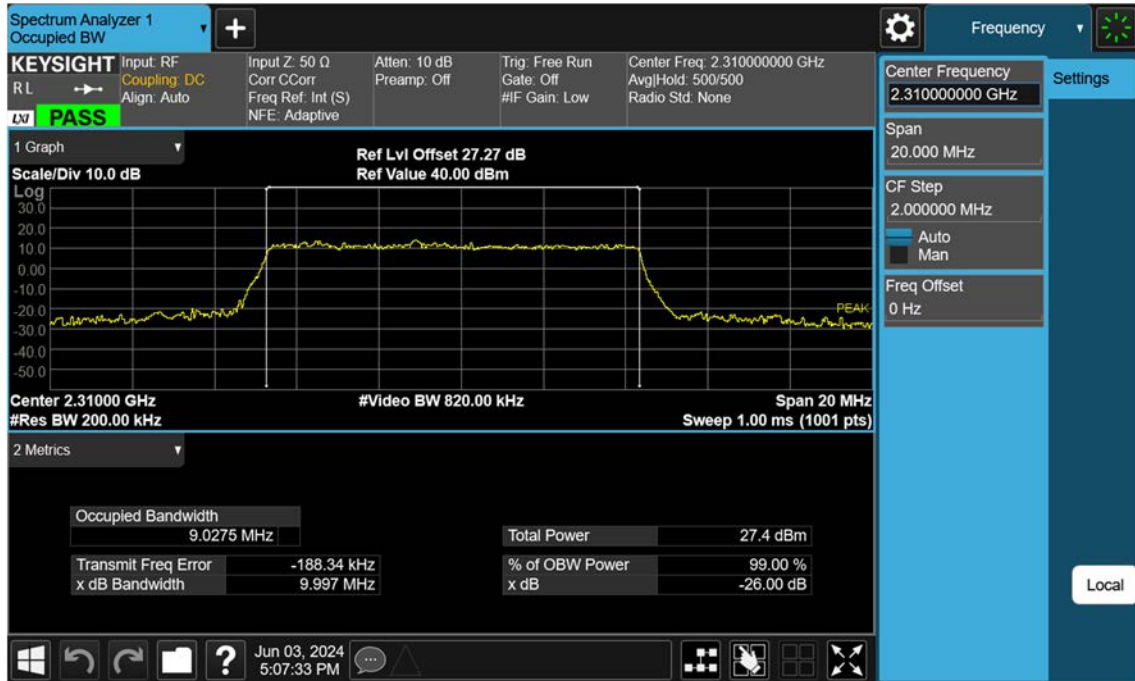 Spectrum Analyzer 1
Occupied BW
+
Frequency
KEYSIGHT
R L
LXI
PASS
Input: RF
Coupling: DC
Align: Auto
Input Z: 50 Ω
Corr CCorr
Freq Ref: Int (S)
NFE: Adaptive
Atten: 10 dB
Preamp: Off
Trig: Free Run
Gate: Off
#IF Gain: Low
Center Freq: 2.310000000 GHz
Avg|Hold: 500/500
Radio Std: None
Center Frequency
2.310000000 GHz
Settings
Span
20.000 MHz
CF Step
2.000000 MHz
Auto
Man
Freq Offset
0 Hz
Local
1 Graph
Scale/Div 10.0 dB
Ref Lvl Offset 27.27 dB
Ref Value 40.00 dBm
Log
30.0
20.0
10.0
0.00
-10.0
-20.0
-30.0
-40.0
-50.0
PEAK
Center 2.31000 GHz
#Video BW 820.00 kHz
Span 20 MHz
#Res BW 200.00 kHz
Sweep 1.00 ms (1001 pts)
2 Metrics
Occupied Bandwidth
9.0275 MHz
Total Power 27.4 dBm
Transmit Freq Error -188.34 kHz
% of OBW Power 99.00 %
x dB Bandwidth 9.997 MHz
x dB -26.00 dB
?
Jun 03, 2024
5:07:33 PM